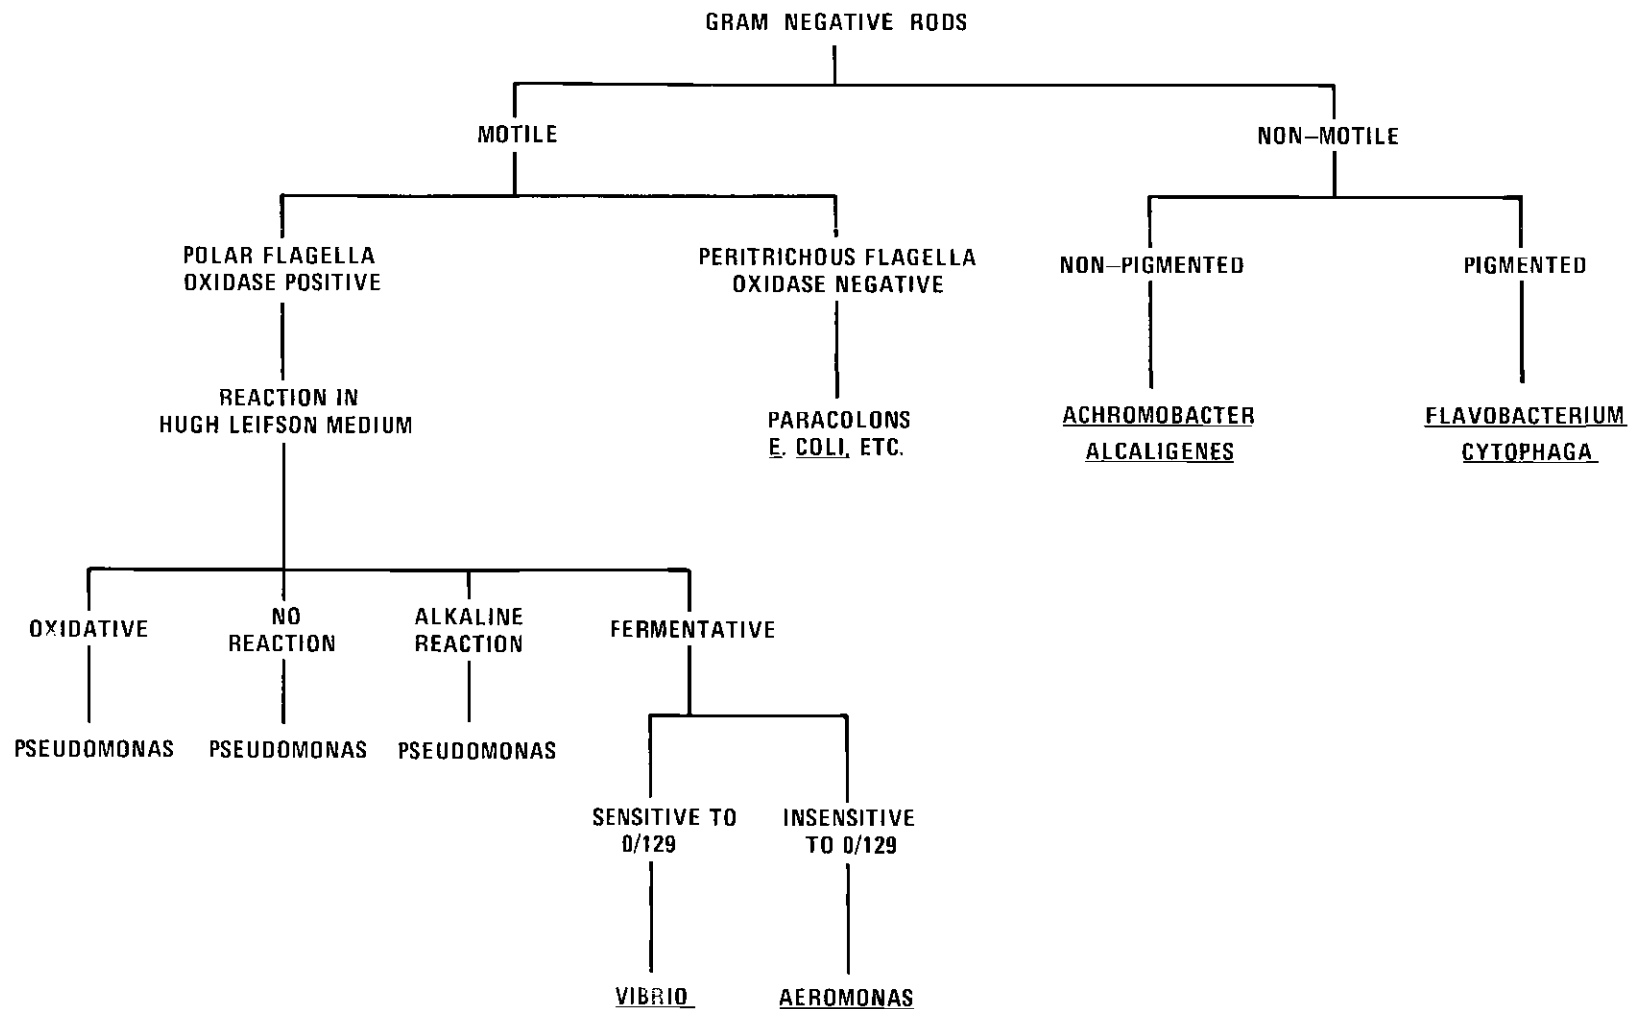 GRAM NEGATIVE RODS
MOTILE
NON–MOTILE
POLAR FLAGELLA
OXIDASE POSITIVE
PERITRICHOUS FLAGELLA
OXIDASE NEGATIVE
NON–PIGMENTED
PIGMENTED
REACTION IN
HUGH LEIFSON MEDIUM
PARACOLONS
E. COLI, ETC.
ACHROMOBACTER
ALCALIGENES
FLAVOBACTERIUM
CYTOPHAGA
OXIDATIVE
NO
REACTION
ALKALINE
REACTION
FERMENTATIVE
PSEUDOMONAS
PSEUDOMONAS
PSEUDOMONAS
SENSITIVE TO
0/129
INSENSITIVE
TO 0/129
VIBRIO
AEROMONAS